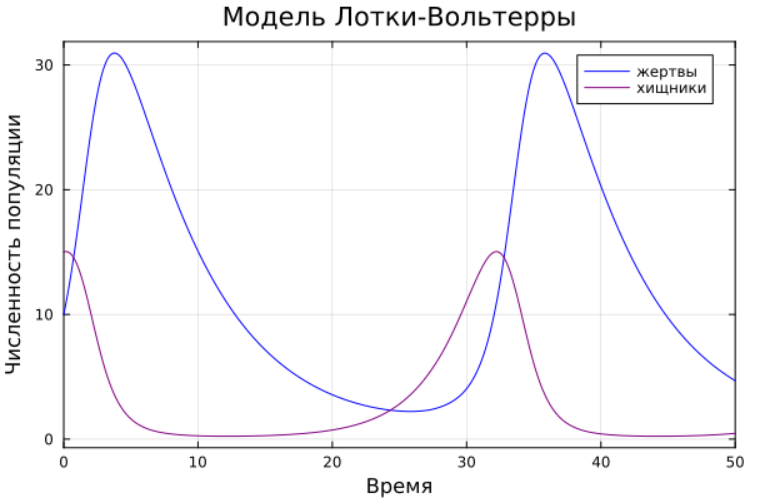 Модель Лотки-Вольтерры
Численность популяции
30
20
10
0
жертвы
хищники
0 10 20 30 40 50
Время